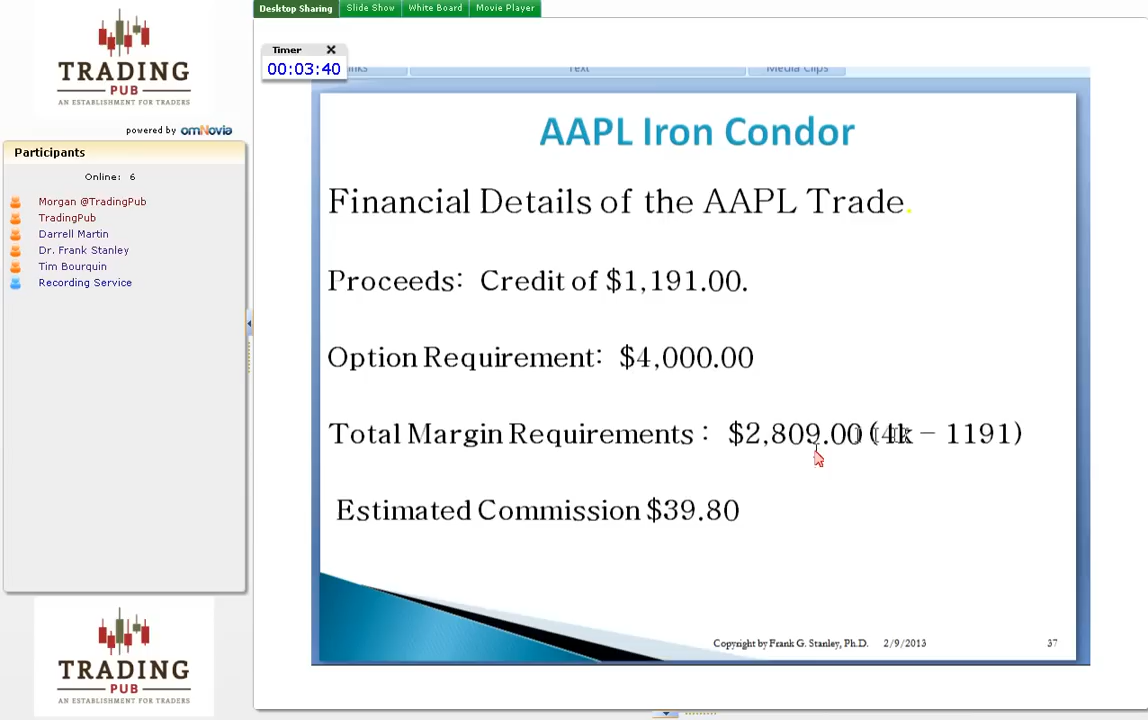 TRADING
PUB
AN ESTABLISHMENT FOR TRADERS
powered by omNovia
Participants
Online: 6
Morgan @TradingPub
TradingPub
Darrell Martin
Dr. Frank Stanley
Tim Bourquin
Recording Service
TRADING
PUB
AN ESTABLISHMENT FOR TRADERS
Desktop Sharing Slide Show White Board Movie Player
Timer
00:03:40
Text Media Clips
AAPL Iron Condor
Financial Details of the AAPL Trade.
Proceeds: Credit of $1,191.00.
Option Requirement: $4,000.00
Total Margin Requirements : $2,809.00 (4k – 1191)
Estimated Commission $39.80
Copyright by Frank G. Stanley, Ph.D. 2/9/2013 37